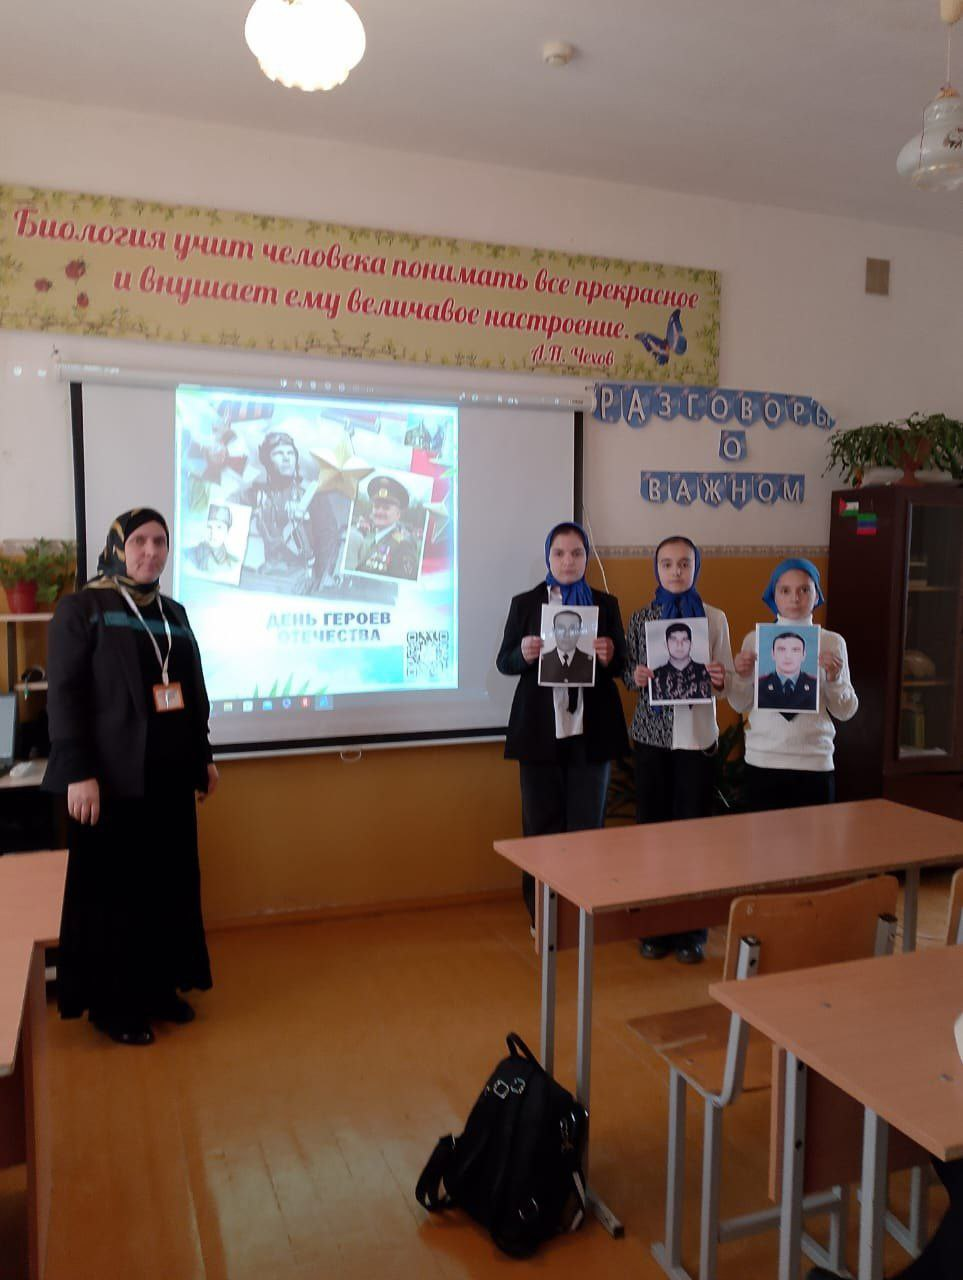 Биология учит человека понимать все прекрасное
и внушает ему величавое настроение.
А.П. Чехов
РАЗГОВОРЫ
О
ВАЖНОМ
ДЕНЬ ГЕРОЕВ
ОТЕЧЕСТВА